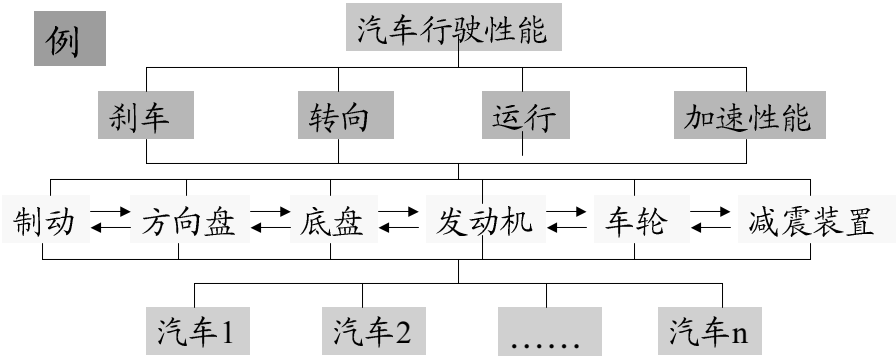 例
汽车行驶性能
刹车 转向 运行 加速性能
制动 方向盘 底盘 发动机 车轮 减震装置
汽车1 汽车2 …… 汽车n